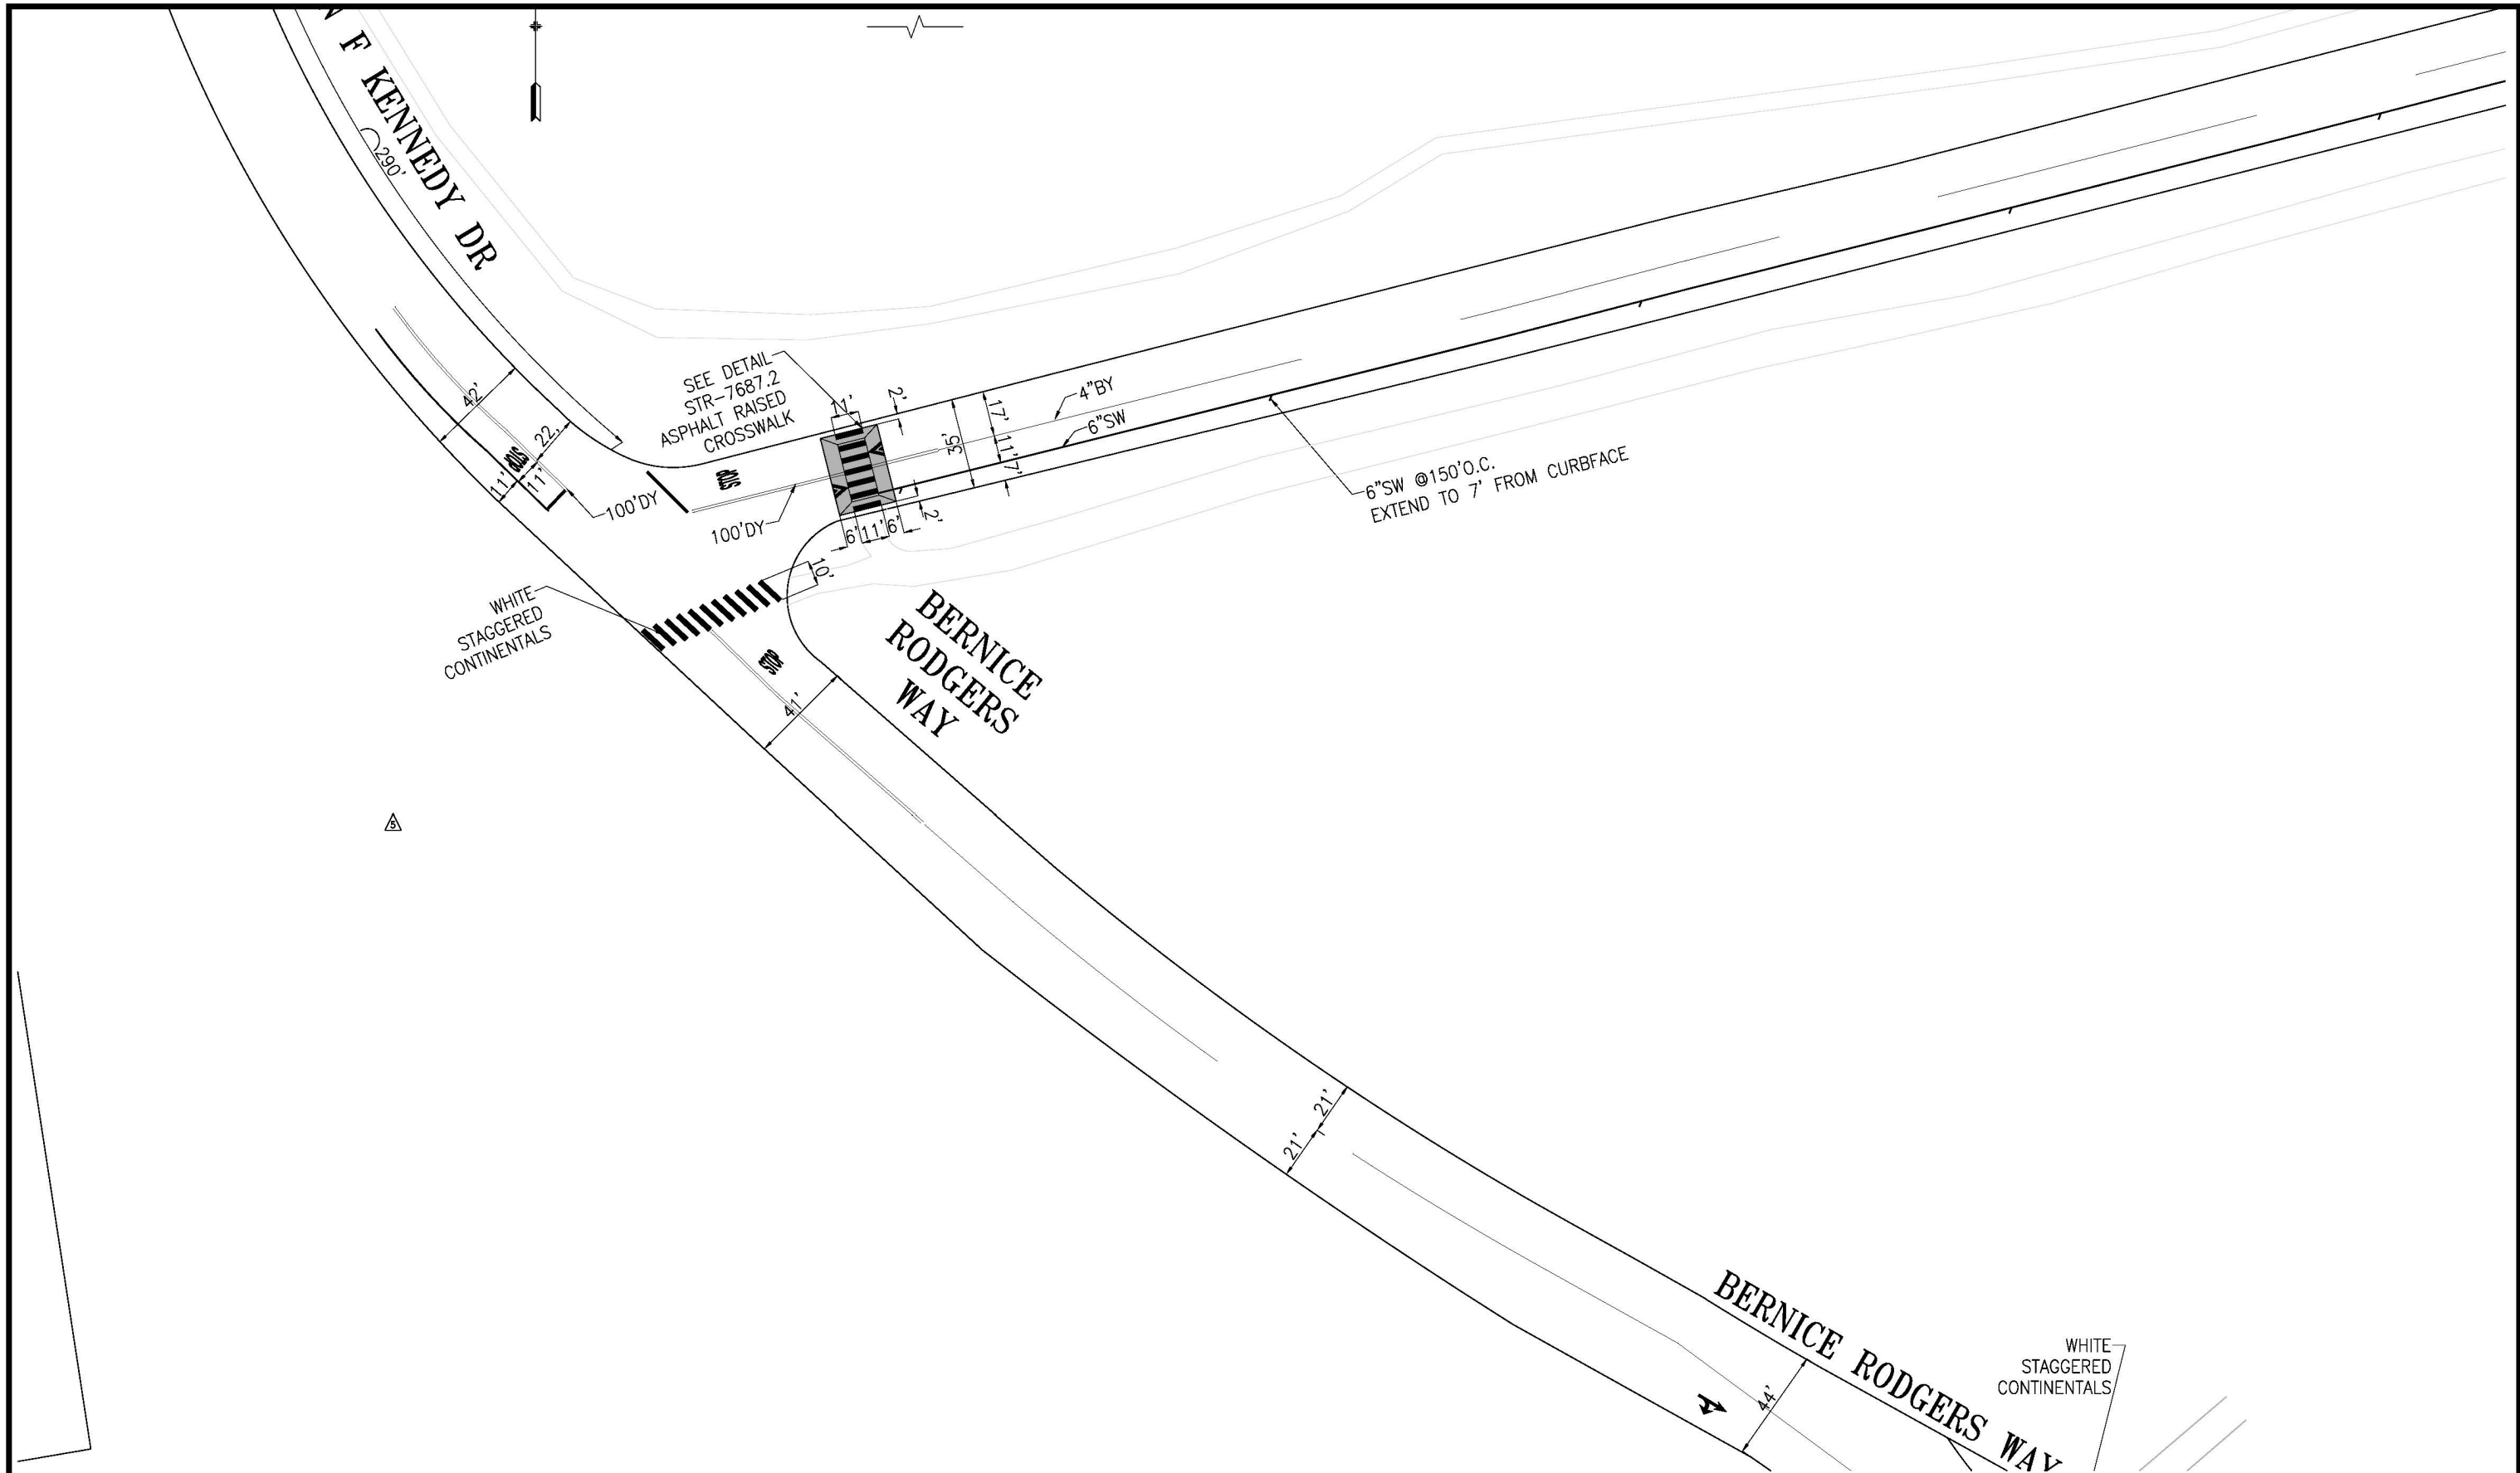 F KENNEDY DR
290'
42'
22'
STOP
11'
11'
100'DY
SEE DETAIL
STR-7687.2
ASPHALT RAISED
CROSSWALK
11'
2'
STOP
100'DY
35'
17'
11'
7'
4"BY
6"SW
6'
11'
6'
2'
6"SW @150'O.C.
EXTEND TO 7' FROM CURBFACE
10'
WHITE
STAGGERED
CONTINENTALS
STOP
41'
BERNICE
RODGERS
WAY
5
21'
21'
BERNICE RODGERS WAY
44'
WHITE
STAGGERED
CONTINENTALS